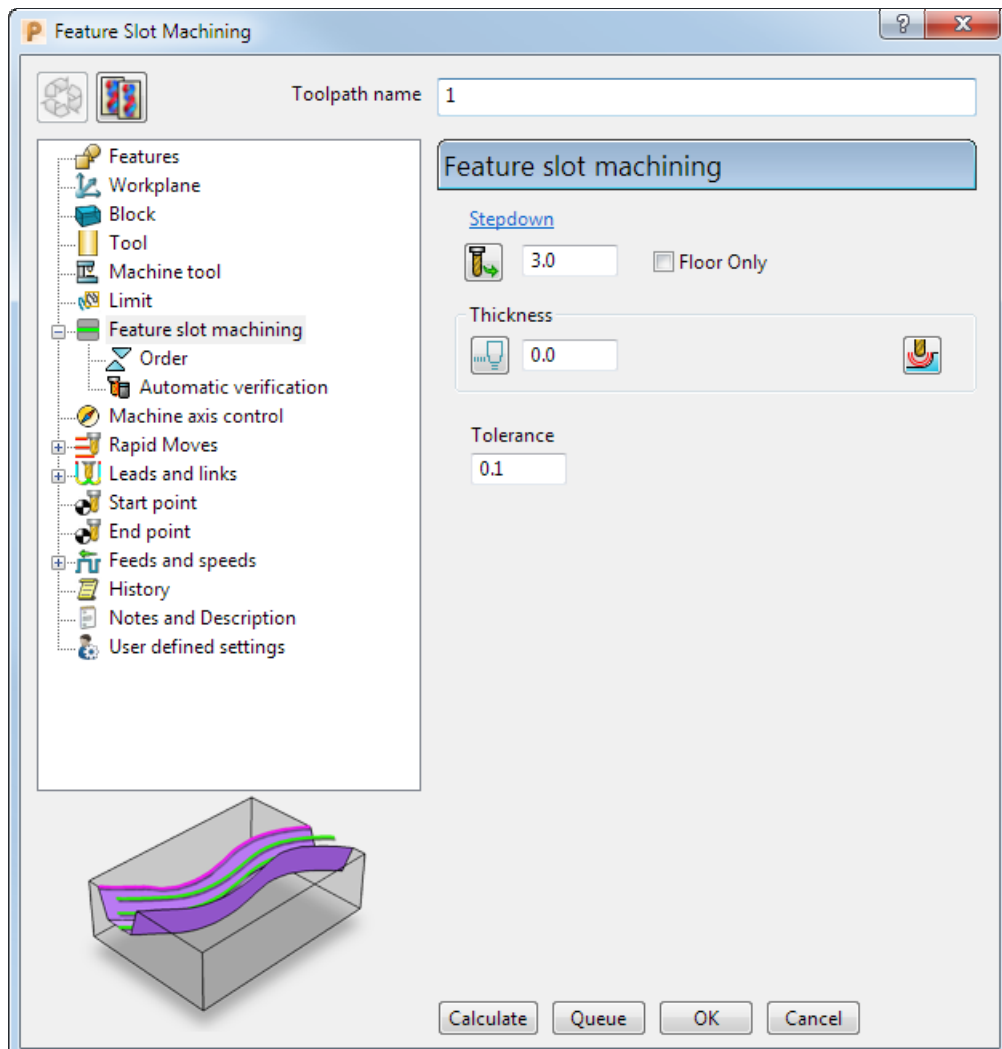 Feature Slot Machining
Toolpath name 1
Features
Workplane
Block
Tool
Machine tool
Limit
Feature slot machining
Order
Automatic verification
Machine axis control
Rapid Moves
Leads and links
Start point
End point
Feeds and speeds
History
Notes and Description
User defined settings
Feature slot machining
Stepdown
3.0 Floor Only
Thickness
0.0
Tolerance
0.1
Calculate Queue OK Cancel